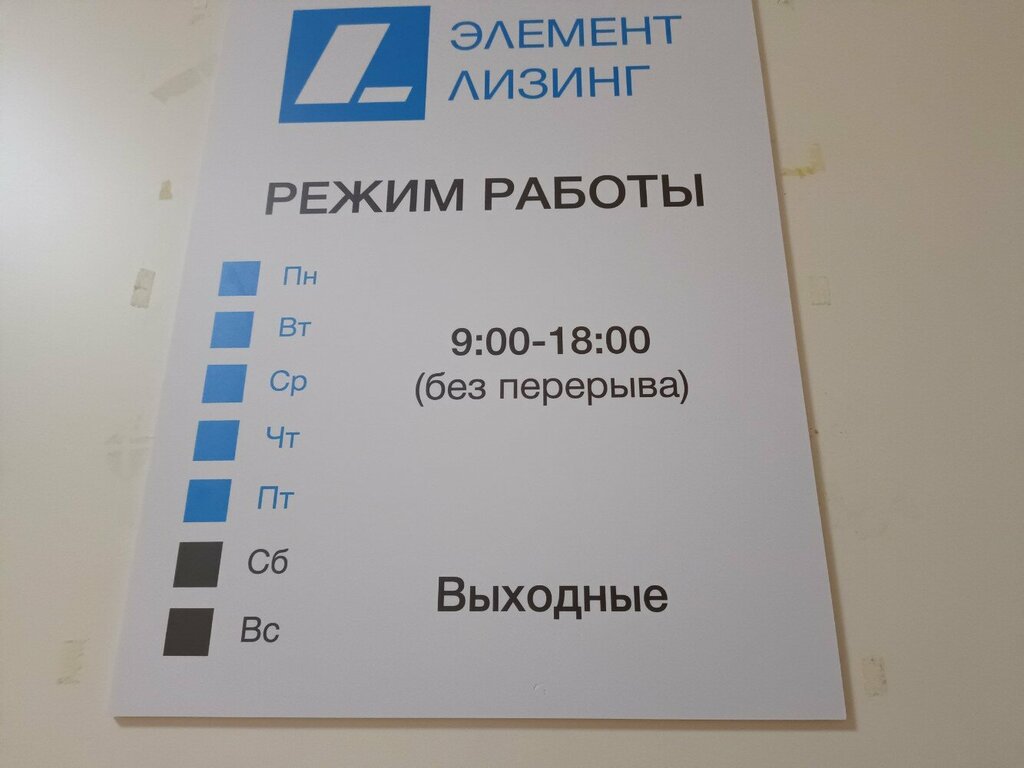 ЭЛЕМЕНТ
ЛИЗИНГ
РЕЖИМ РАБОТЫ
Пн
Вт
Ср
Чт
Пт
9:00-18:00
(без перерыва)
Сб
Вс
Выходные